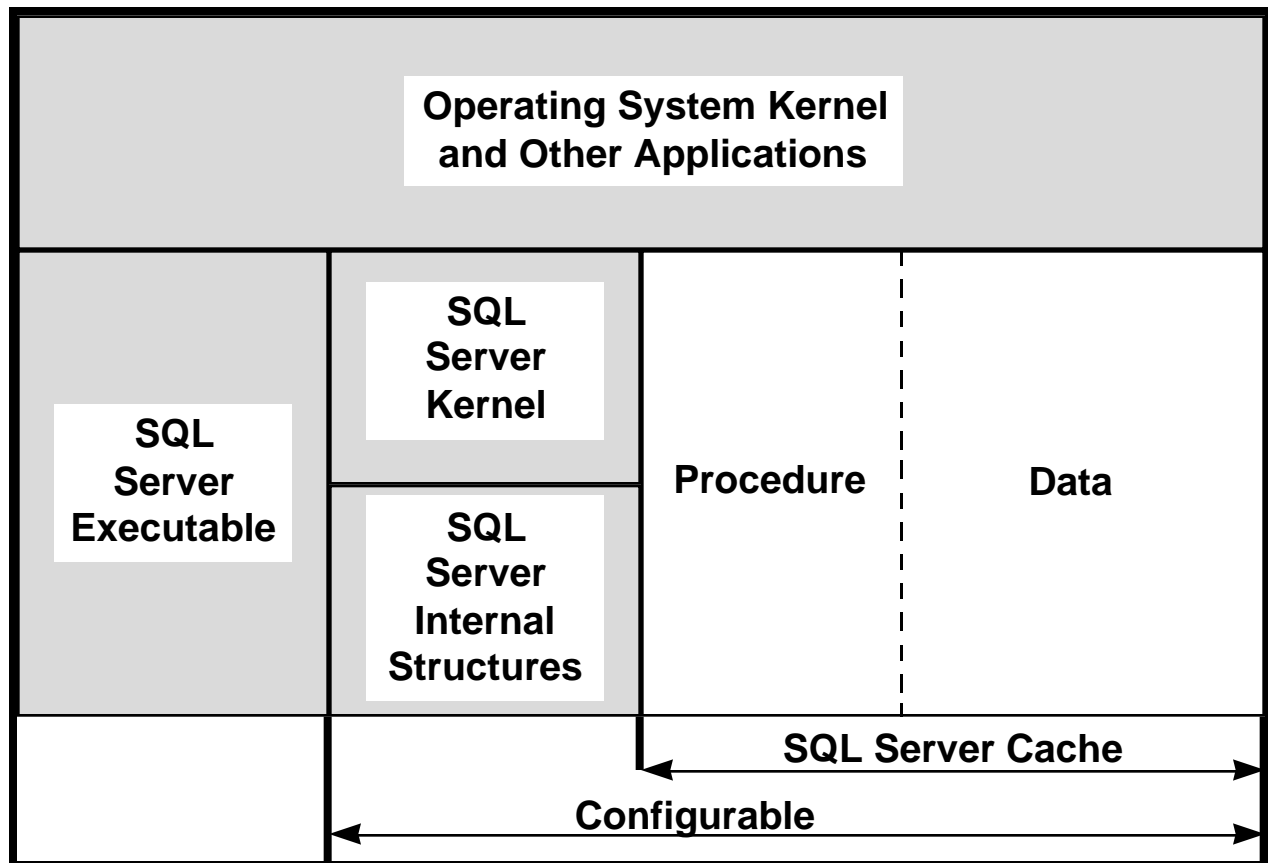 Operating System Kernel
and Other Applications
SQL
Server
Executable
SQL
Server
Kernel
SQL
Server
Internal
Structures
Procedure
Data
SQL Server Cache
Configurable